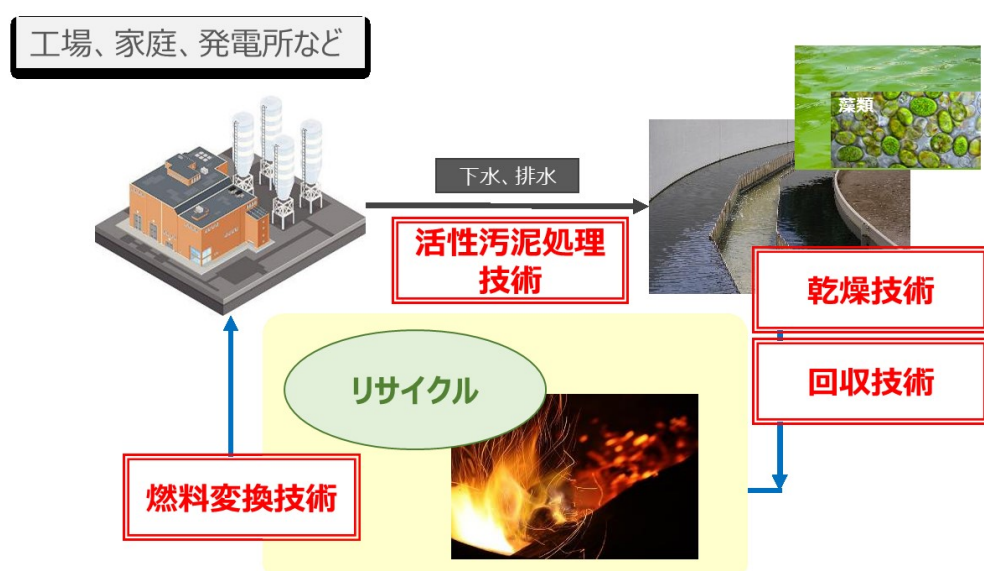 工場、家庭、発電所など
藻類
下水、排水
活性汚泥処理
技術
乾燥技術
回収技術
リサイクル
燃料変換技術